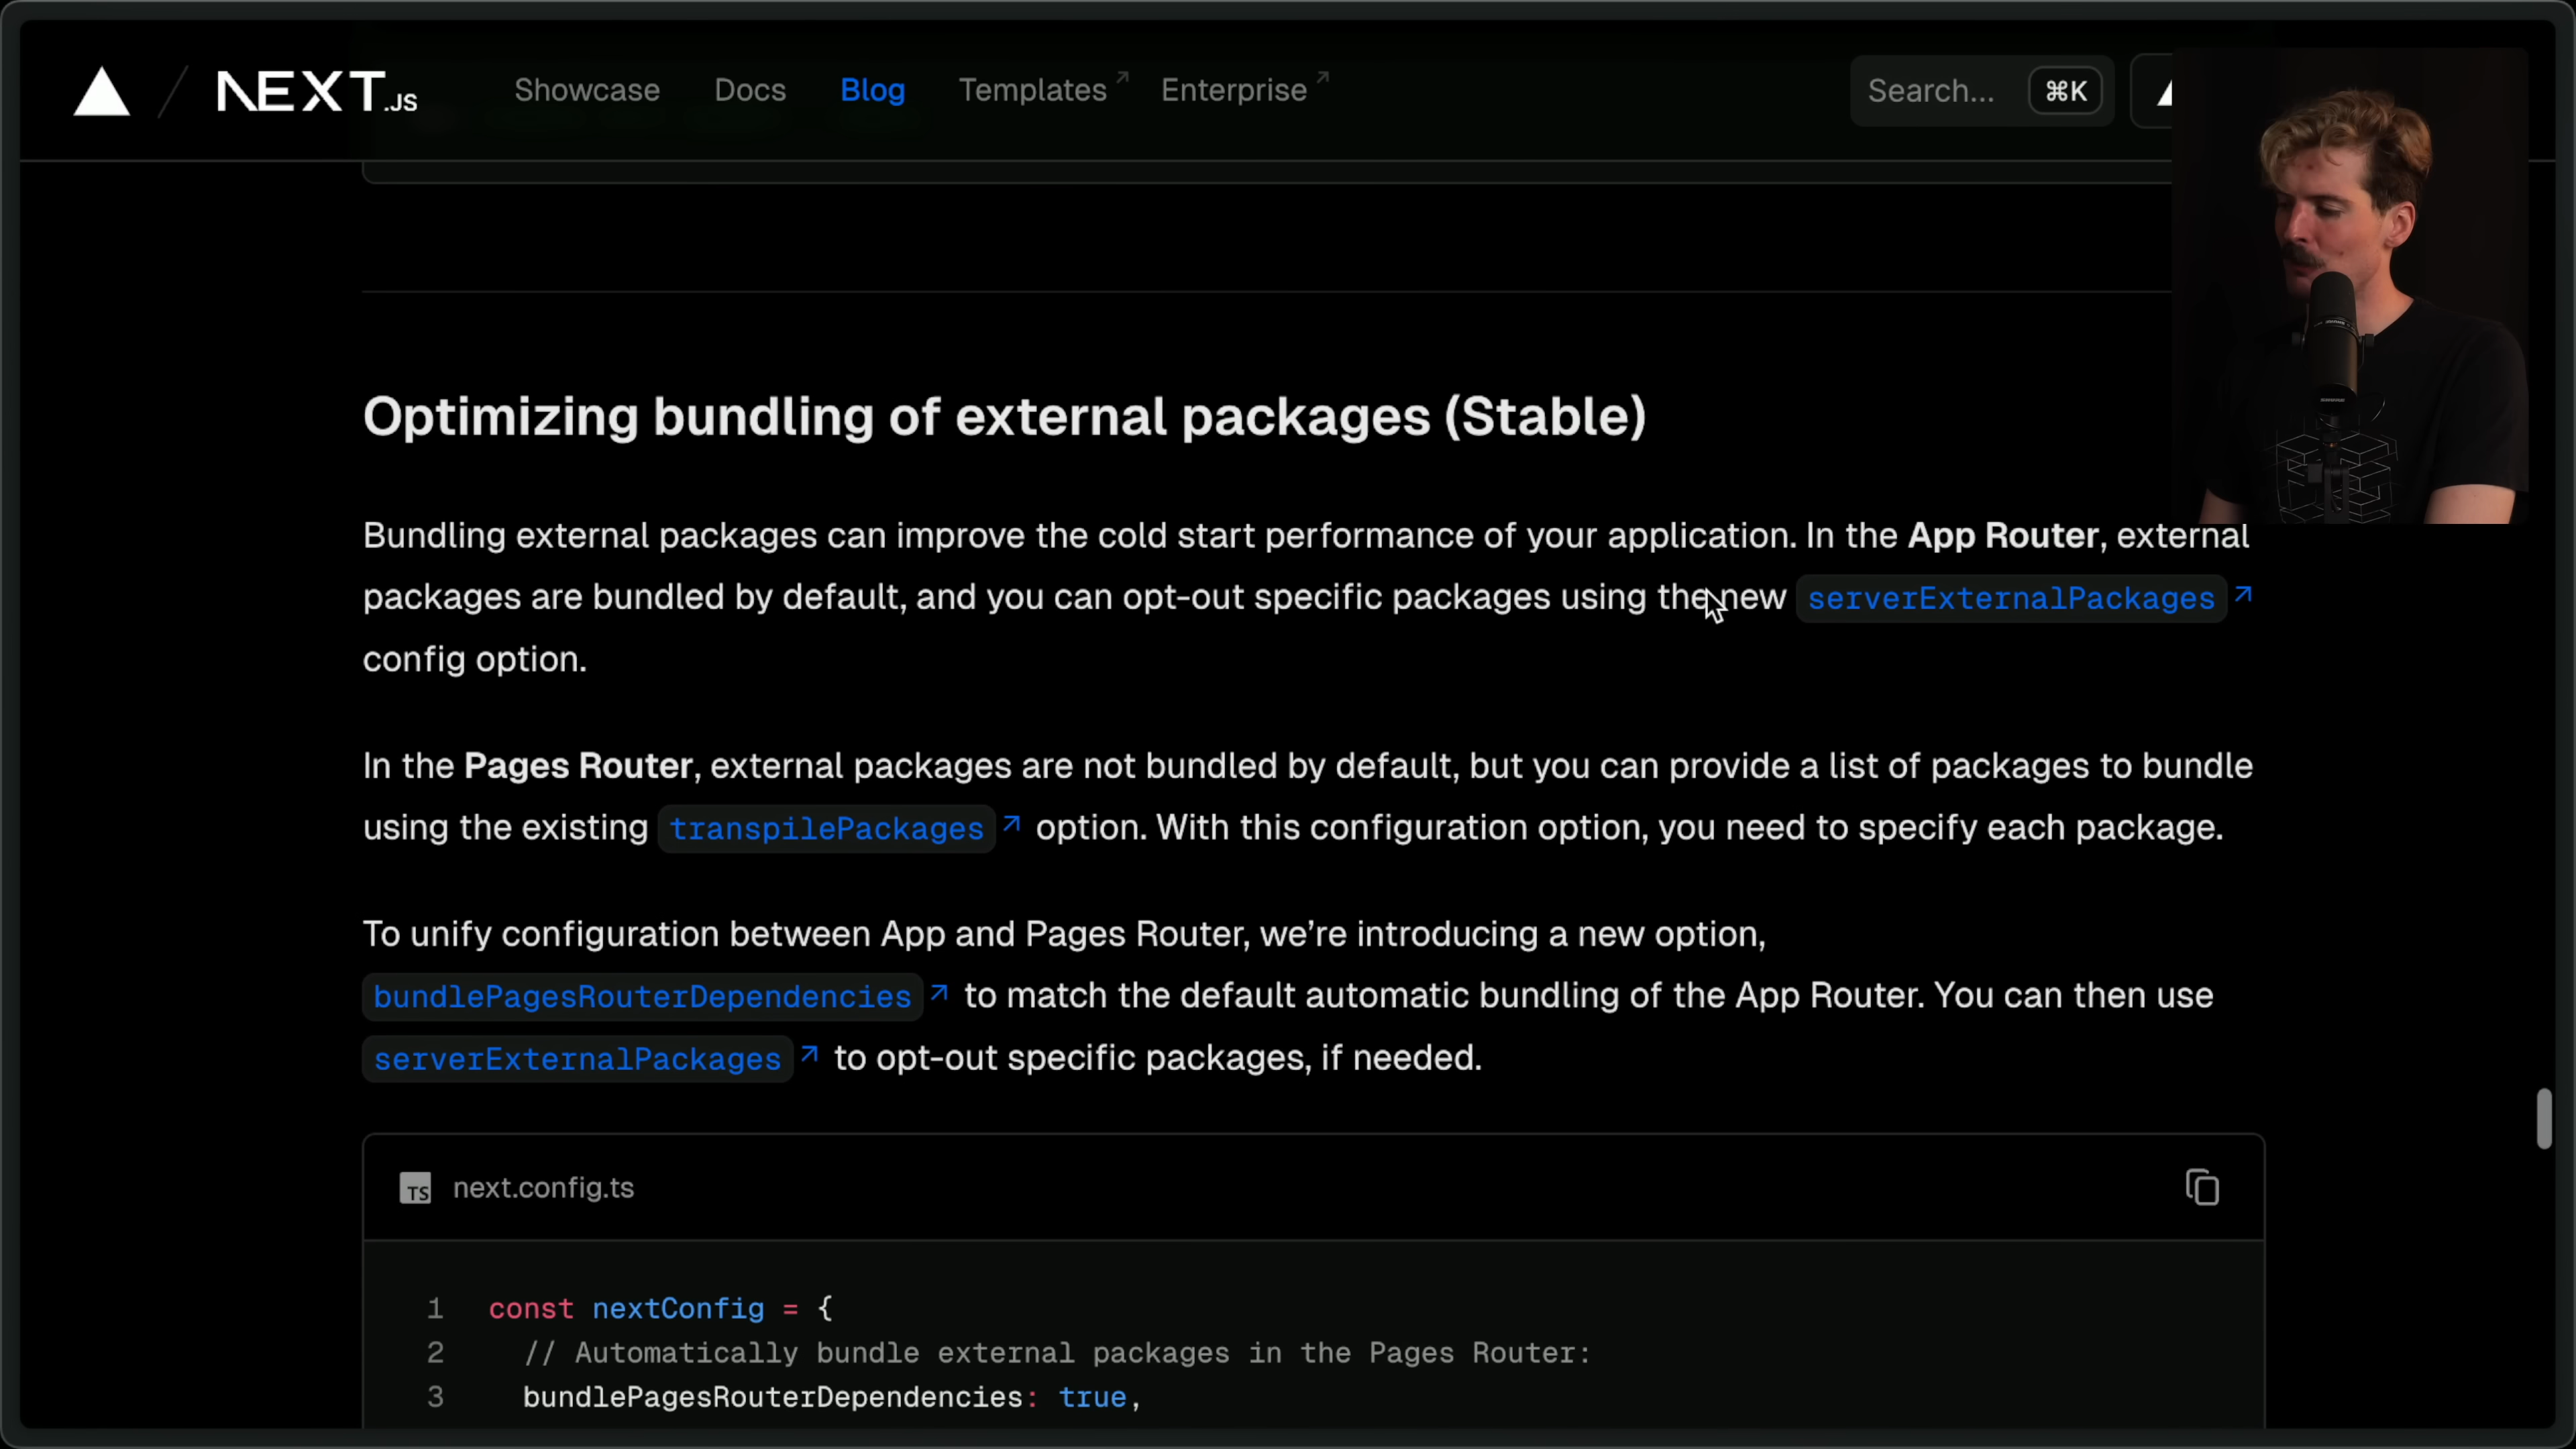 NEXT.JS Showcase Docs Blog Templates Enterprise Search... ⌘K
Optimizing bundling of external packages (Stable)
Bundling external packages can improve the cold start performance of your application. In the App Router, external
packages are bundled by default, and you can opt-out specific packages using the new serverExternalPackages
config option.
In the Pages Router, external packages are not bundled by default, but you can provide a list of packages to bundle
using the existing transpilePackages option. With this configuration option, you need to specify each package.
To unify configuration between App and Pages Router, we’re introducing a new option,
bundlePagesRouterDependencies to match the default automatic bundling of the App Router. You can then use
serverExternalPackages to opt-out specific packages, if needed.
TS next.config.ts
1 const nextConfig = {
2 // Automatically bundle external packages in the Pages Router:
3 bundlePagesRouterDependencies: true,